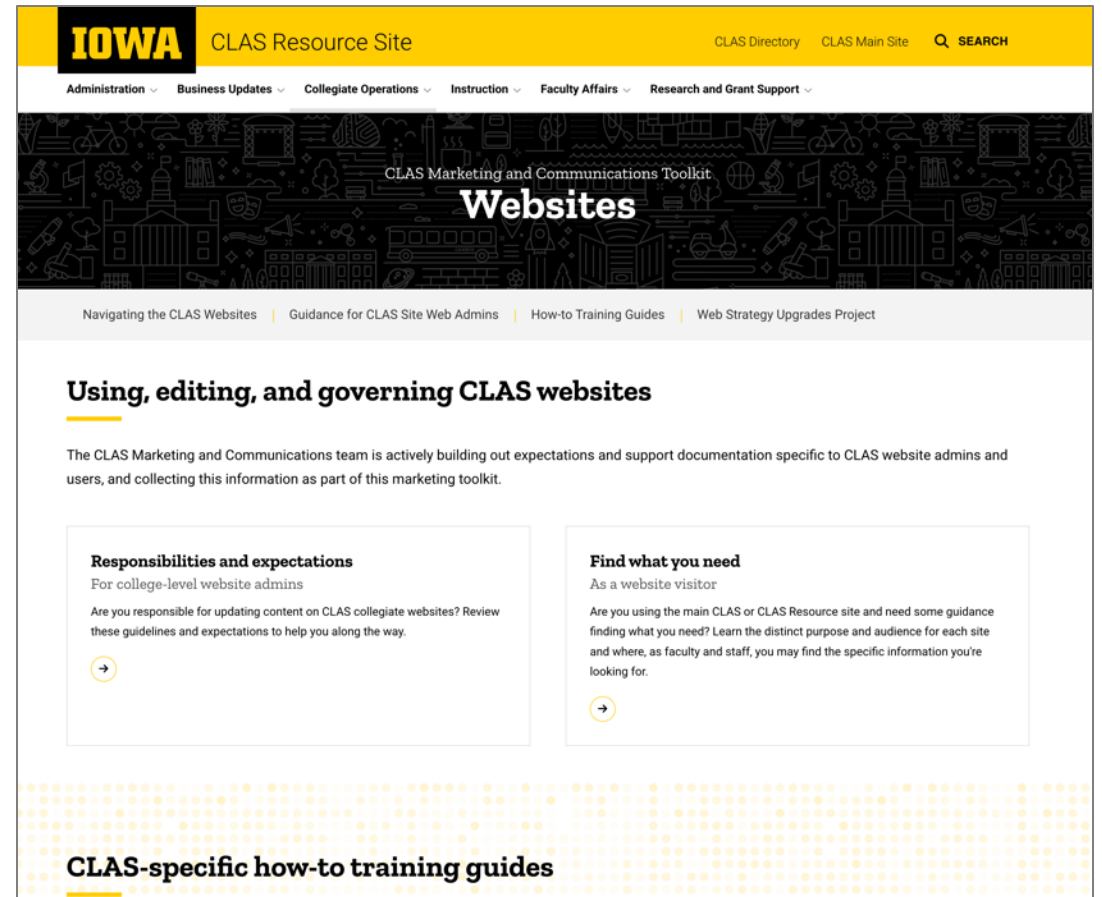 IOWA CLAS Resource Site CLAS Directory CLAS Main Site SEARCH
Administration Business Updates Collegiate Operations Instruction Faculty Affairs Research and Grant Support
CLAS Marketing and Communications Toolkit
Websites
Navigating the CLAS Websites | Guidance for CLAS Site Web Admins | How-to Training Guides | Web Strategy Upgrades Project
Using, editing, and governing CLAS websites
The CLAS Marketing and Communications team is actively building out expectations and support documentation specific to CLAS website admins and
users, and collecting this information as part of this marketing toolkit.
Responsibilities and expectations
For college-level website admins
Are you responsible for updating content on CLAS collegiate websites? Review
these guidelines and expectations to help you along the way.
Find what you need
As a website visitor
Are you using the main CLAS or CLAS Resource site and need some guidance
finding what you need? Learn the distinct purpose and audience for each site
and where, as faculty and staff, you may find the specific information you're
looking for.
CLAS-specific how-to training guides